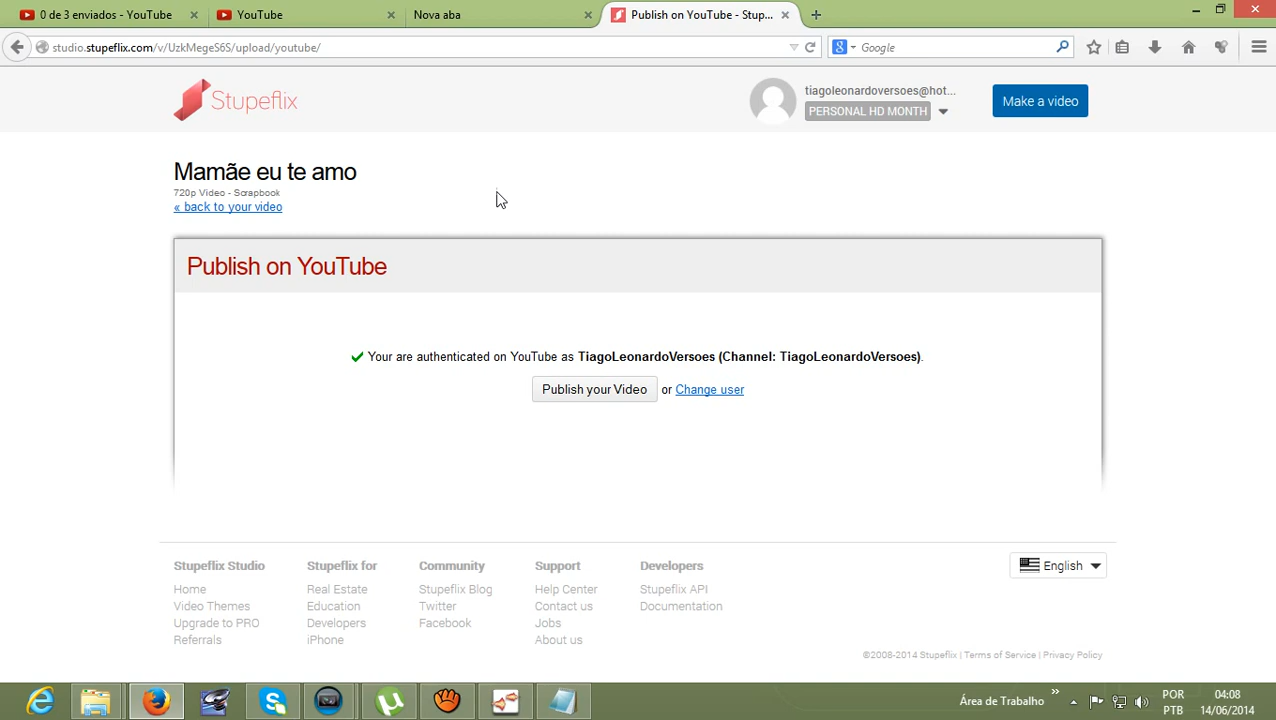 0 de 3 enviados - YouTube
YouTube
Nova aba
Publish on YouTube - Stup...
studio.stupeflix.com/v/UzkMegeS6S/upload/youtube/
Google
Stupeflix
tiagoleonardoversoes@hot...
PERSONAL HD MONTH
Make a video
Mamãe eu te amo
720p Video - Scrapbook
« back to your video
Publish on YouTube
Your are authenticated on YouTube as TiagoLeonardoVersoes (Channel: TiagoLeonardoVersoes).
Publish your Video or Change user
Stupeflix Studio
Home
Video Themes
Upgrade to PRO
Referrals
Stupeflix for
Real Estate
Education
Developers
iPhone
Community
Stupeflix Blog
Twitter
Facebook
Support
Help Center
Contact us
Jobs
About us
Developers
Stupeflix API
Documentation
English
©2008-2014 Stupeflix | Terms of Service | Privacy Policy
Área de Trabalho
POR
PTB
04:08
14/06/2014